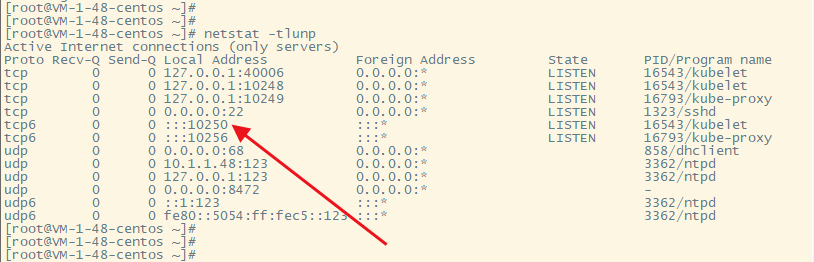 [root@VM-1-48-centos ~]#
[root@VM-1-48-centos ~]#
[root@VM-1-48-centos ~]# netstat -tlunp
Active Internet connections (only servers)
Proto Recv-Q Send-Q Local Address           Foreign Address         State       PID/Program name
tcp        0      0 127.0.0.1:40006         0.0.0.0:*               LISTEN      16543/kubelet
tcp        0      0 127.0.0.1:10248         0.0.0.0:*               LISTEN      16543/kubelet
tcp        0      0 127.0.0.1:10249         0.0.0.0:*               LISTEN      16793/kube-proxy
tcp        0      0 0.0.0.0:22              0.0.0.0:*               LISTEN      1323/sshd
tcp6       0      0 :::10250                :::*                    LISTEN      16543/kubelet
tcp6       0      0 :::10256                :::*                    LISTEN      16793/kube-proxy
udp        0      0 0.0.0.0:68              0.0.0.0:*                           858/dhclient
udp        0      0 10.1.1.48:123           0.0.0.0:*                           3362/ntpd
udp        0      0 127.0.0.1:123           0.0.0.0:*                           3362/ntpd
udp        0      0 0.0.0.0:8472            0.0.0.0:*                           -
udp6       0      0 ::1:123                 :::*                                3362/ntpd
udp6       0      0 fe80::5054:ff:fec5::123 :::*                                3362/ntpd
[root@VM-1-48-centos ~]#
[root@VM-1-48-centos ~]#
[root@VM-1-48-centos ~]#